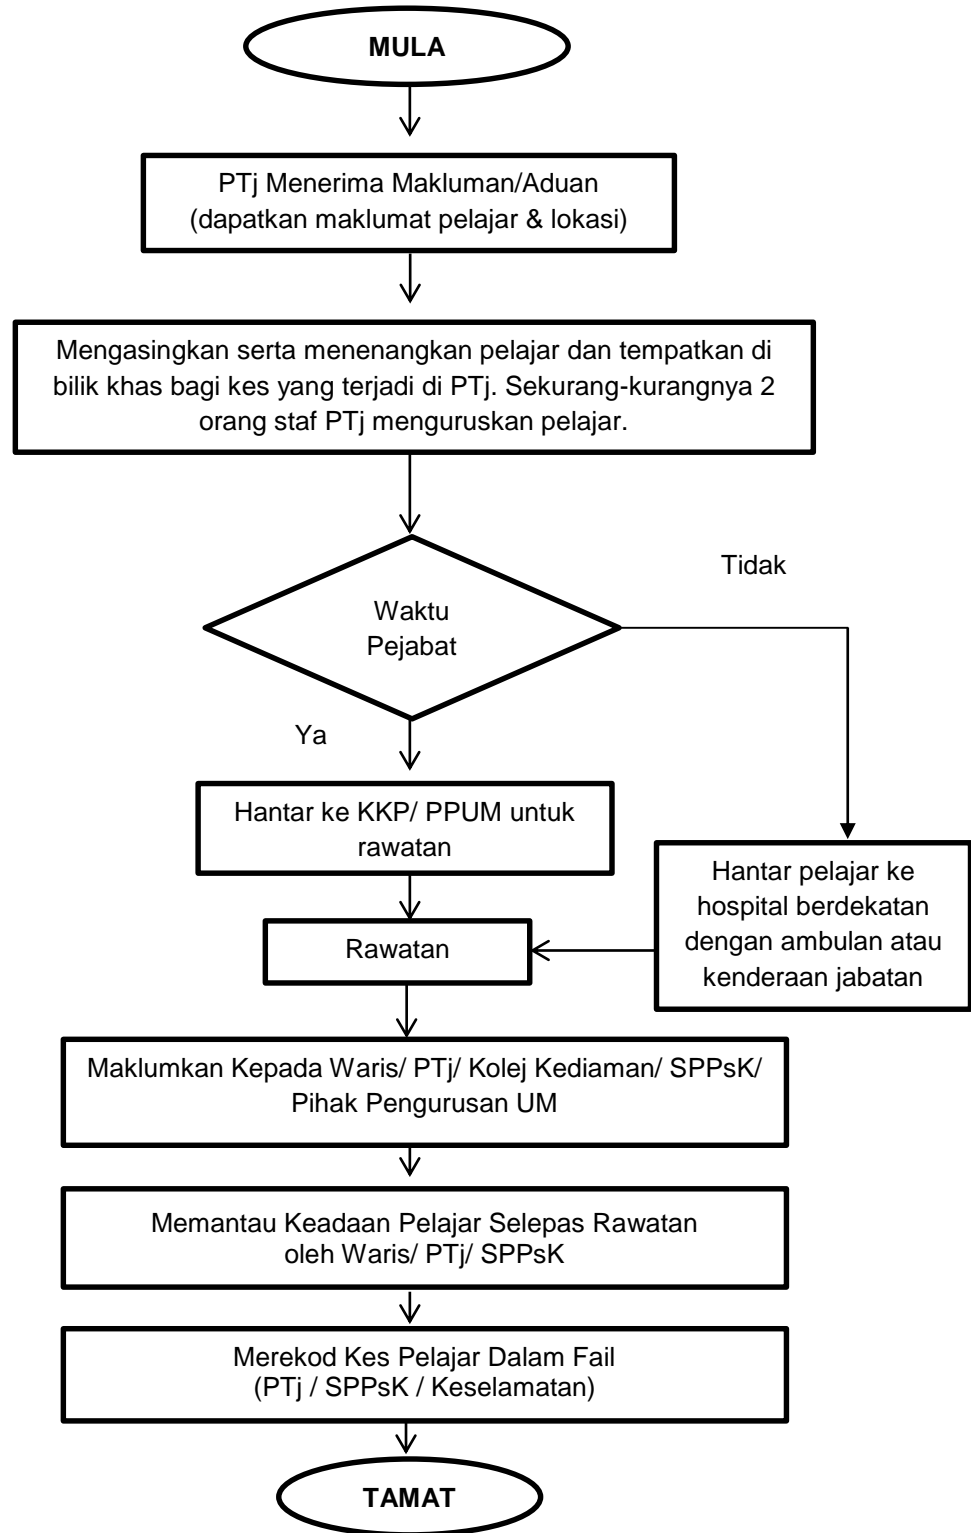 MULA
PTj Menerima Makluman/Aduan
(dapatkan maklumat pelajar & lokasi)
Mengasingkan serta menenangkan pelajar dan tempatkan di
bilik khas bagi kes yang terjadi di PTj. Sekurang-kurangnya 2
orang staf PTj menguruskan pelajar.
Tidak
Waktu
Pejabat
Ya
Hantar ke KKP/ PPUM untuk
rawatan
Hantar pelajar ke
hospital berdekatan
dengan ambulan atau
kenderaan jabatan
Rawatan
Maklumkan Kepada Waris/ PTj/ Kolej Kediaman/ SPPsK/
Pihak Pengurusan UM
Memantau Keadaan Pelajar Selepas Rawatan
oleh Waris/ PTj/ SPPsK
Merekod Kes Pelajar Dalam Fail
(PTj / SPPsK / Keselamatan)
TAMAT